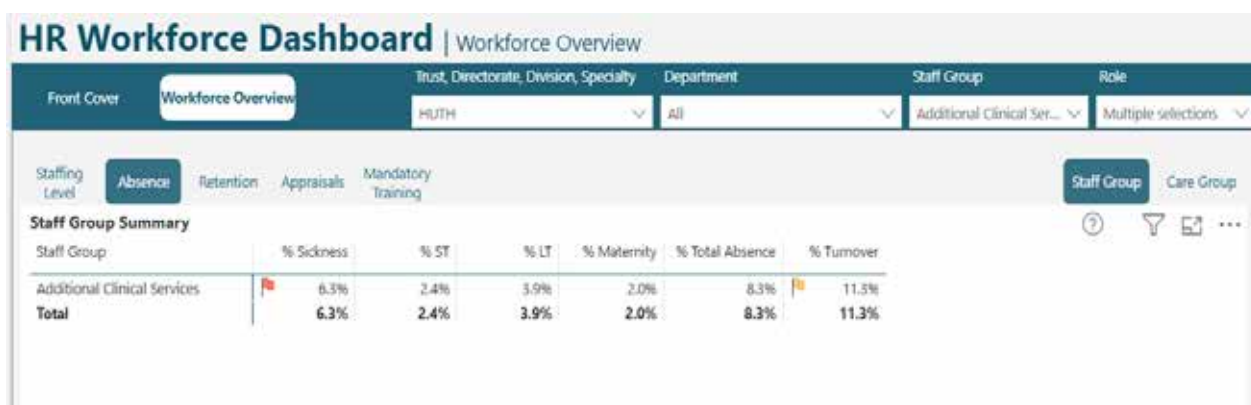 HR Workforce Dashboard | Workforce Overview
Front Cover
Workforce Overview
Trust, Directorate, Division, Specialty
HUTH
Department
All
Staff Group
Additional Clinical Ser...
Role
Multiple selections
Staffing Level
Absence
Retention
Appraisals
Mandatory Training
Staff Group
Care Group
Staff Group Summary
Staff Group % Sickness % ST % LT % Maternity % Total Absence % Turnover
Additional Clinical Services 6.3% 2.4% 3.9% 2.0% 8.3% 11.3%
Total 6.3% 2.4% 3.9% 2.0% 8.3% 11.3%